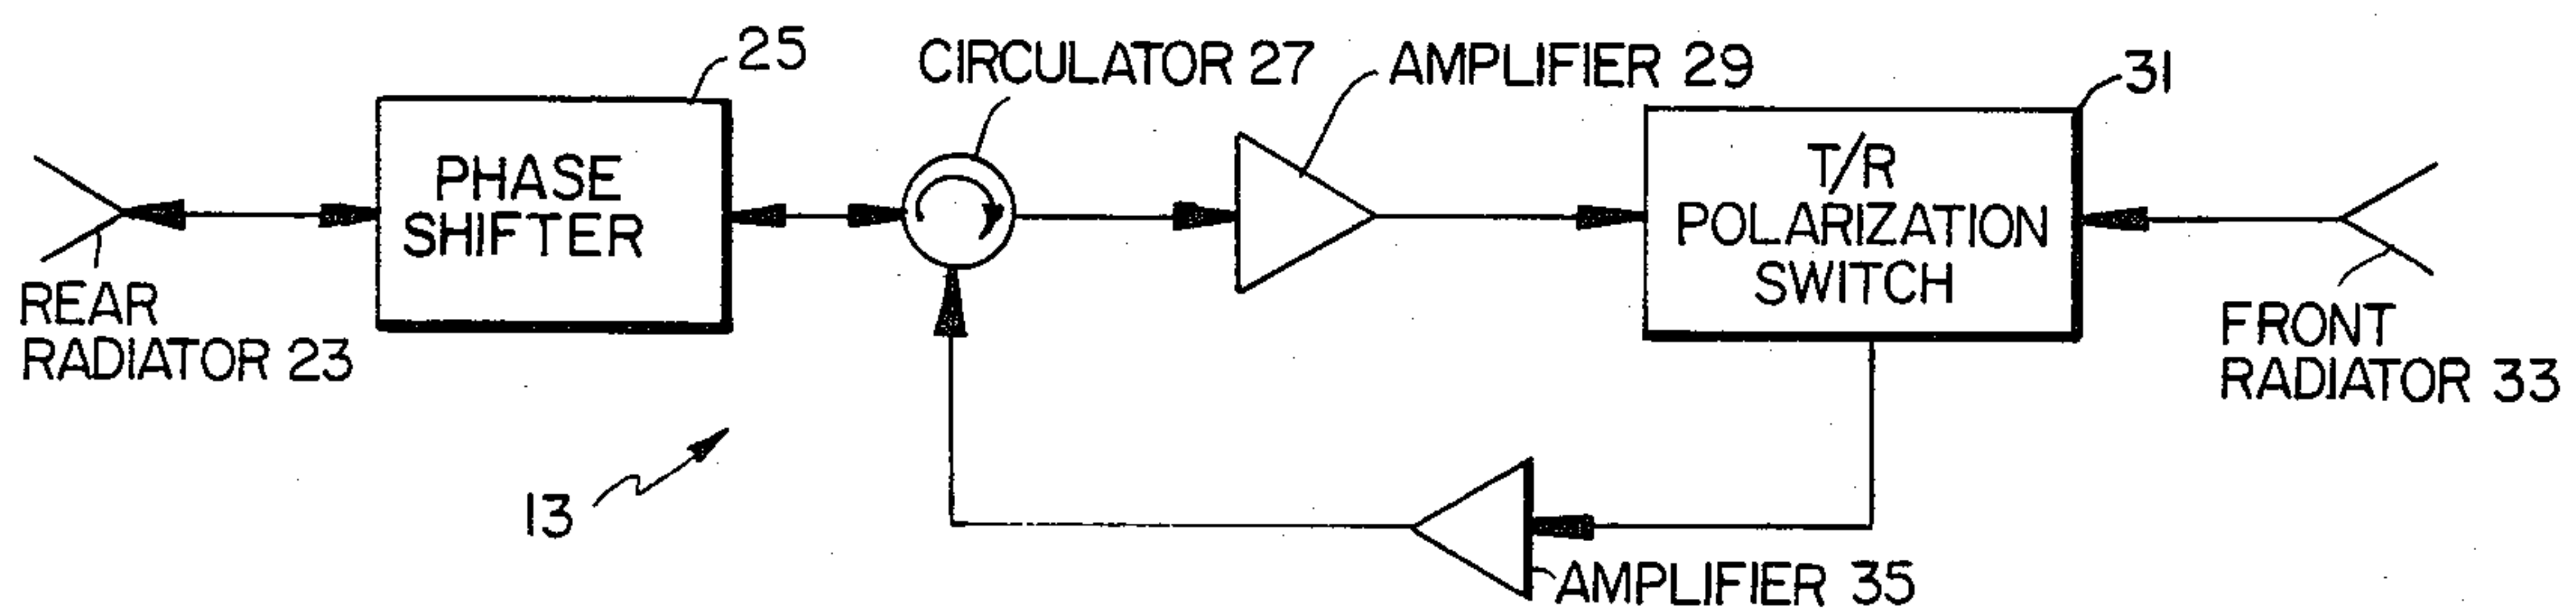 25
CIRCULATOR 27
AMPLIFIER 29
31
PHASE
SHIFTER
T/R
POLARIZATION
SWITCH
REAR
RADIATOR 23
FRONT
RADIATOR 33
13
AMPLIFIER 35